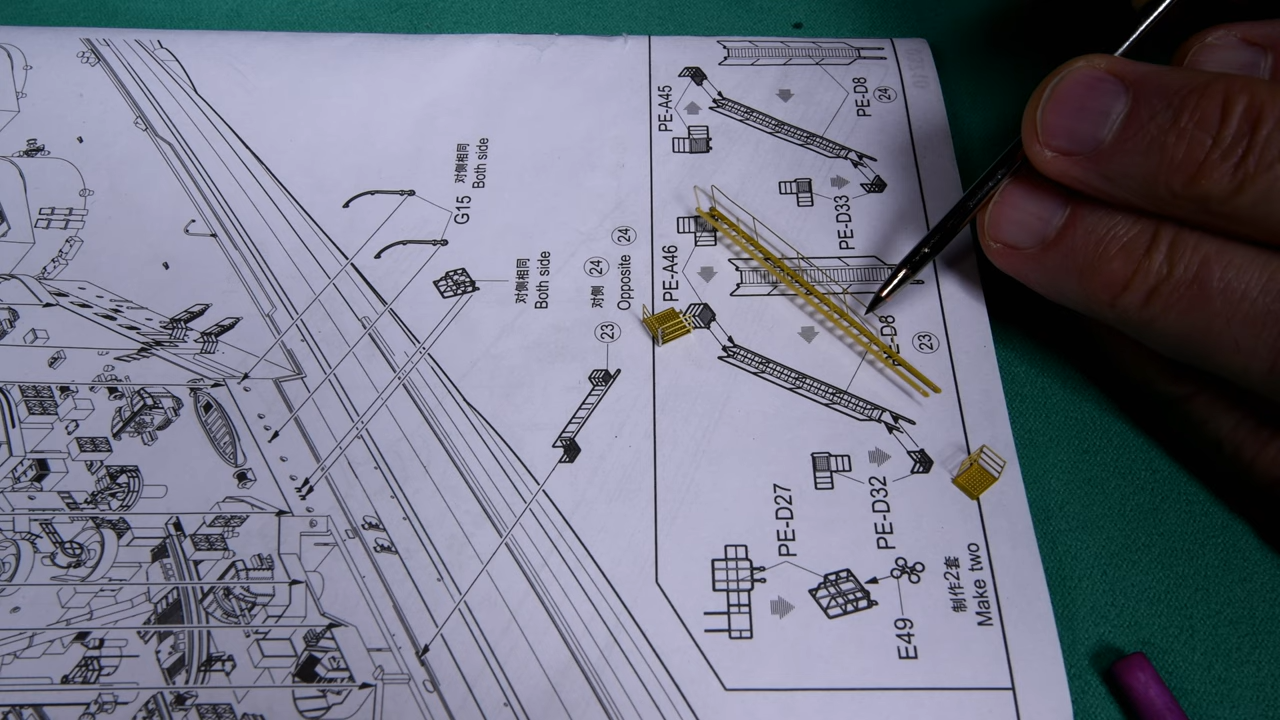 PE-A45
PE-D8
24
PE-D33
PE-A46
23
PE-D32
PE-D27
E49
制作2套
Make two
G15
对侧相同
Both side
对侧相同
Both side
对侧 24
Opposite 24
23